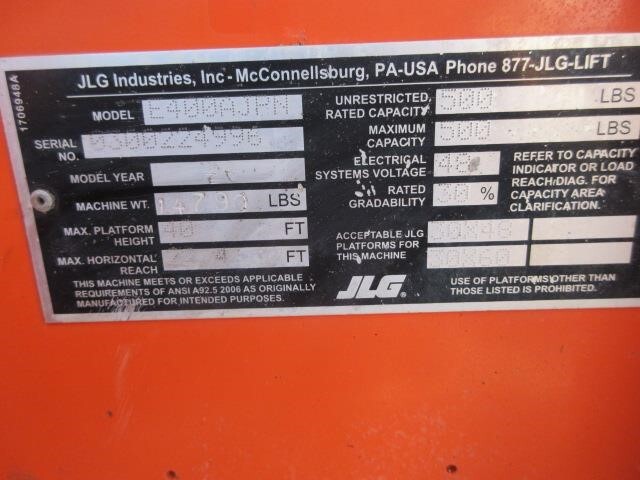 1706948A
JLG Industries, Inc - McConnellsburg, PA-USA Phone 877-JLG-LIFT
MODEL E400AJPN
SERIAL NO. 0300224996
MODEL YEAR
MACHINE WT. LBS
MAX. PLATFORM HEIGHT 40 FT
MAX. HORIZONTAL REACH FT
THIS MACHINE MEETS OR EXCEEDS APPLICABLE
REQUIREMENTS OF ANSI A92.5 2006 AS ORIGINALLY
MANUFACTURED FOR INTENDED PURPOSES.
UNRESTRICTED RATED CAPACITY 500 LBS
MAXIMUM CAPACITY 500 LBS
ELECTRICAL SYSTEMS VOLTAGE 48
RATED GRADABILITY %
REFER TO CAPACITY
INDICATOR OR LOAD
REACH DIAG. FOR
CAPACITY AREA
CLARIFICATION.
ACCEPTABLE JLG
PLATFORMS FOR
THIS MACHINE
30X48
30X60
JLG®
USE OF PLATFORMS OTHER THAN
THOSE LISTED IS PROHIBITED.